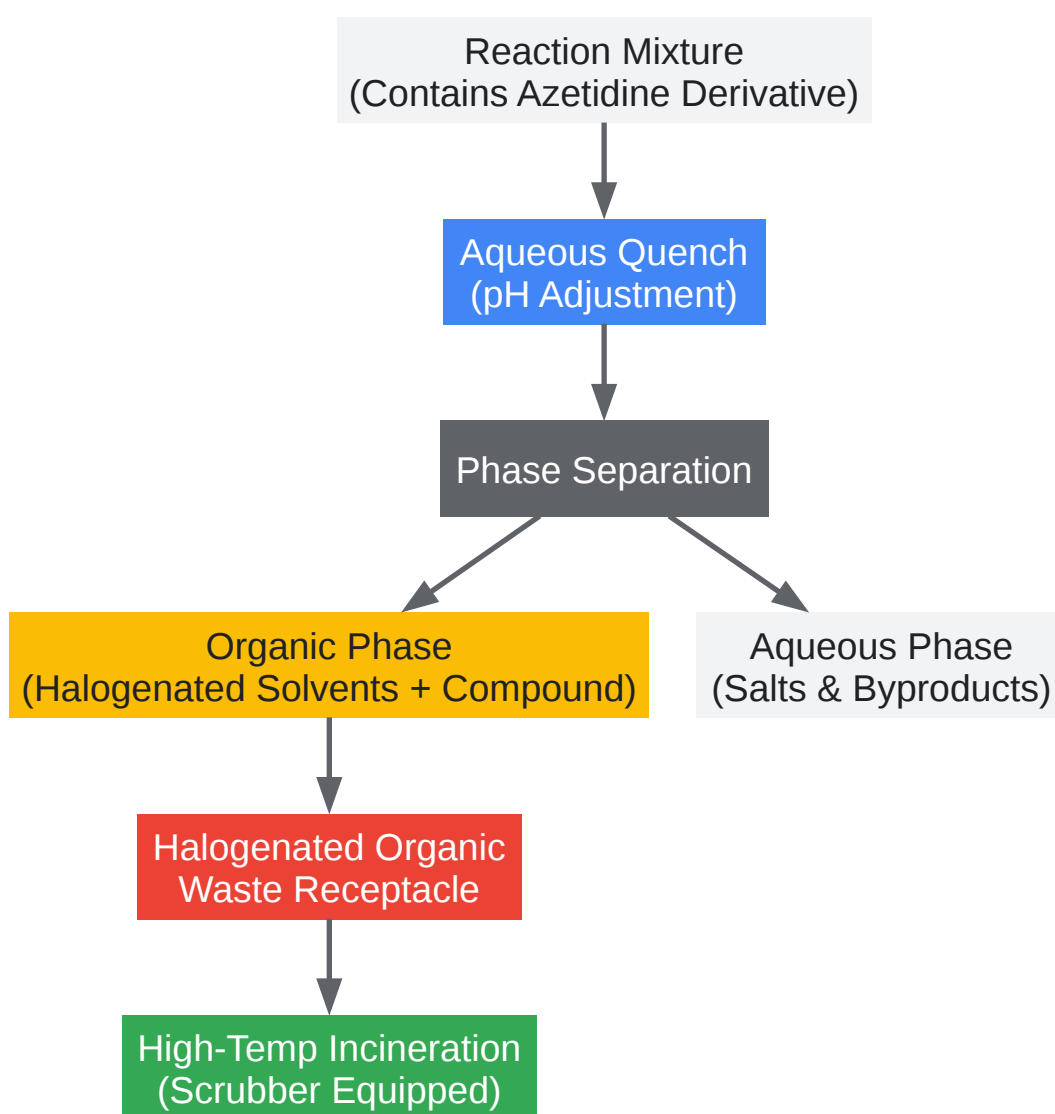 Reaction Mixture
(Contains Azetidine Derivative)
Aqueous Quench
(pH Adjustment)
Phase Separation
Organic Phase
(Halogenated Solvents + Compound)
Aqueous Phase
(Salts & Byproducts)
Halogenated Organic
Waste Receptacle
High-Temp Incineration
(Scrubber Equipped)